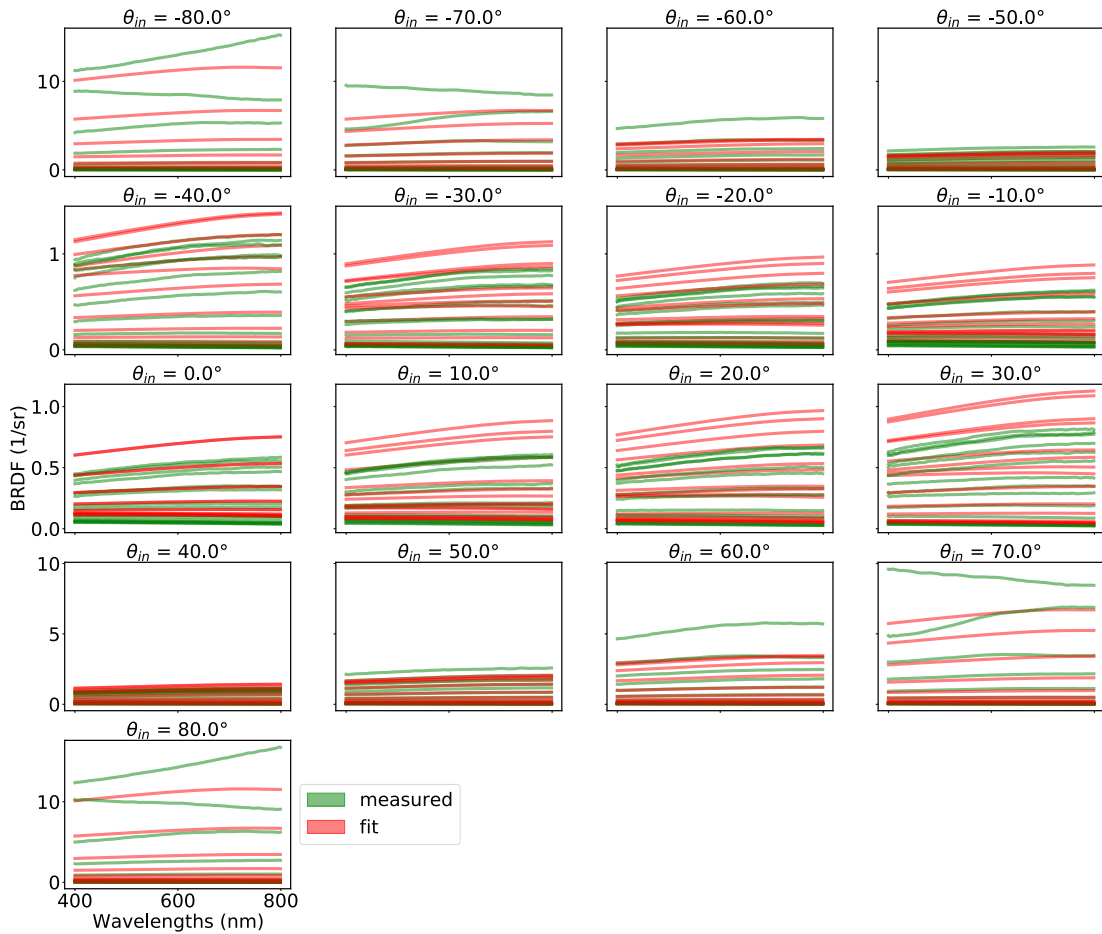 θin = -80.0° θin = -70.0° θin = -60.0° θin = -50.0°
10
0
θin = -40.0° θin = -30.0° θin = -20.0° θin = -10.0°
1
0
θin = 0.0° θin = 10.0° θin = 20.0° θin = 30.0°
1.0
0.5
0.0
BRDF (1/sr)
θin = 40.0° θin = 50.0° θin = 60.0° θin = 70.0°
10
5
0
θin = 80.0°
10
0
400 600 800
Wavelengths (nm)
measured
fit